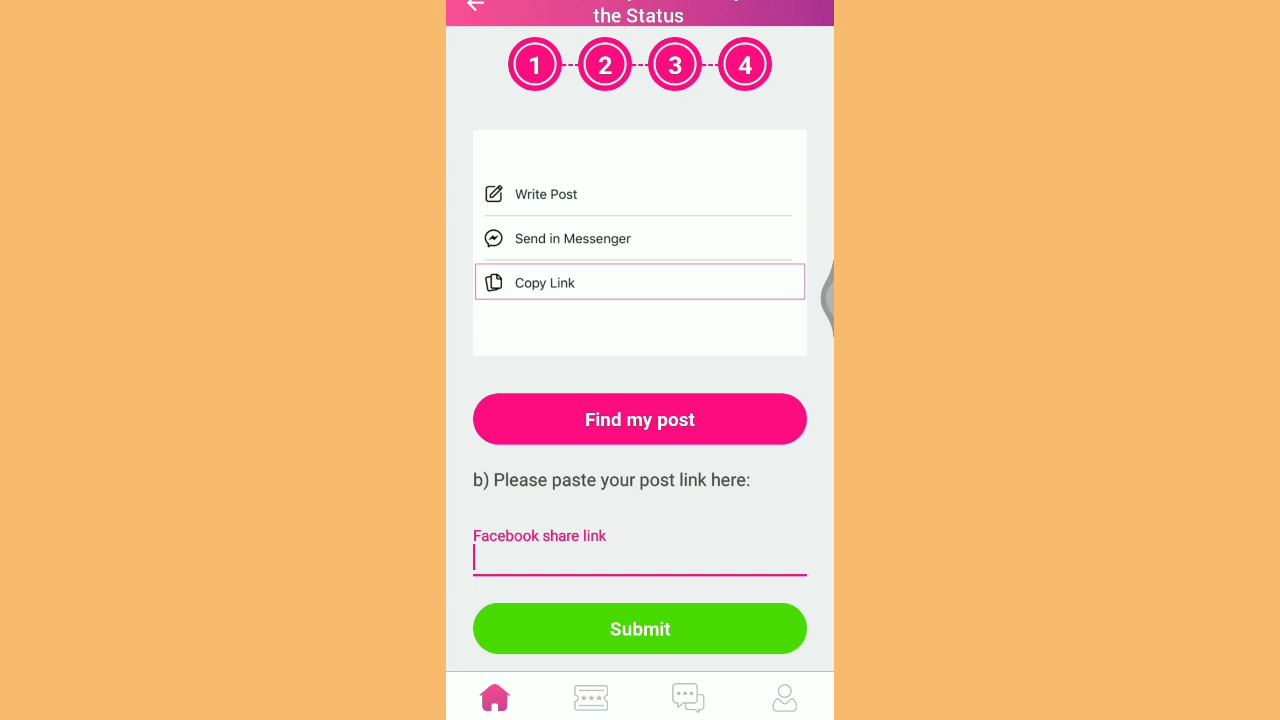 the Status
1 2 3 4
Write Post
Send in Messenger
Copy Link
Find my post
b) Please paste your post link here:
Facebook share link
Submit